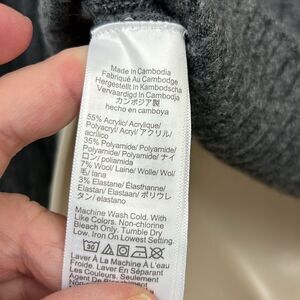 Made In Cambodia
Fabriqué Au Cambodge
Hergestellt In Kambodscha
Vervaardigd In Cambodja
カンボジア製
hecho en camboya
55% Acrylic/ Acrylique/
Polyacryl/ Acryl/ アクリル/
acrílico
35% Polyamide/ Polyamide/
Polyamid/ Polyamide/ ナイ
ロン/ poliamida
7% Wool/ Laine/ Wolle/ Wol/
毛/ lana
3% Elastane/ Élasthanne/
Elastan/ Elastaan/ ポリウレ
タン/ elastano
Machine Wash Cold. With
Like Colors. Non-chlorine
Bleach Only. Tumble Dry
Low. Iron On Lowest Setting.
30
Laver À La Machine À L'eau
Froide. Laver En Séparant
Les Couleurs. Seulement